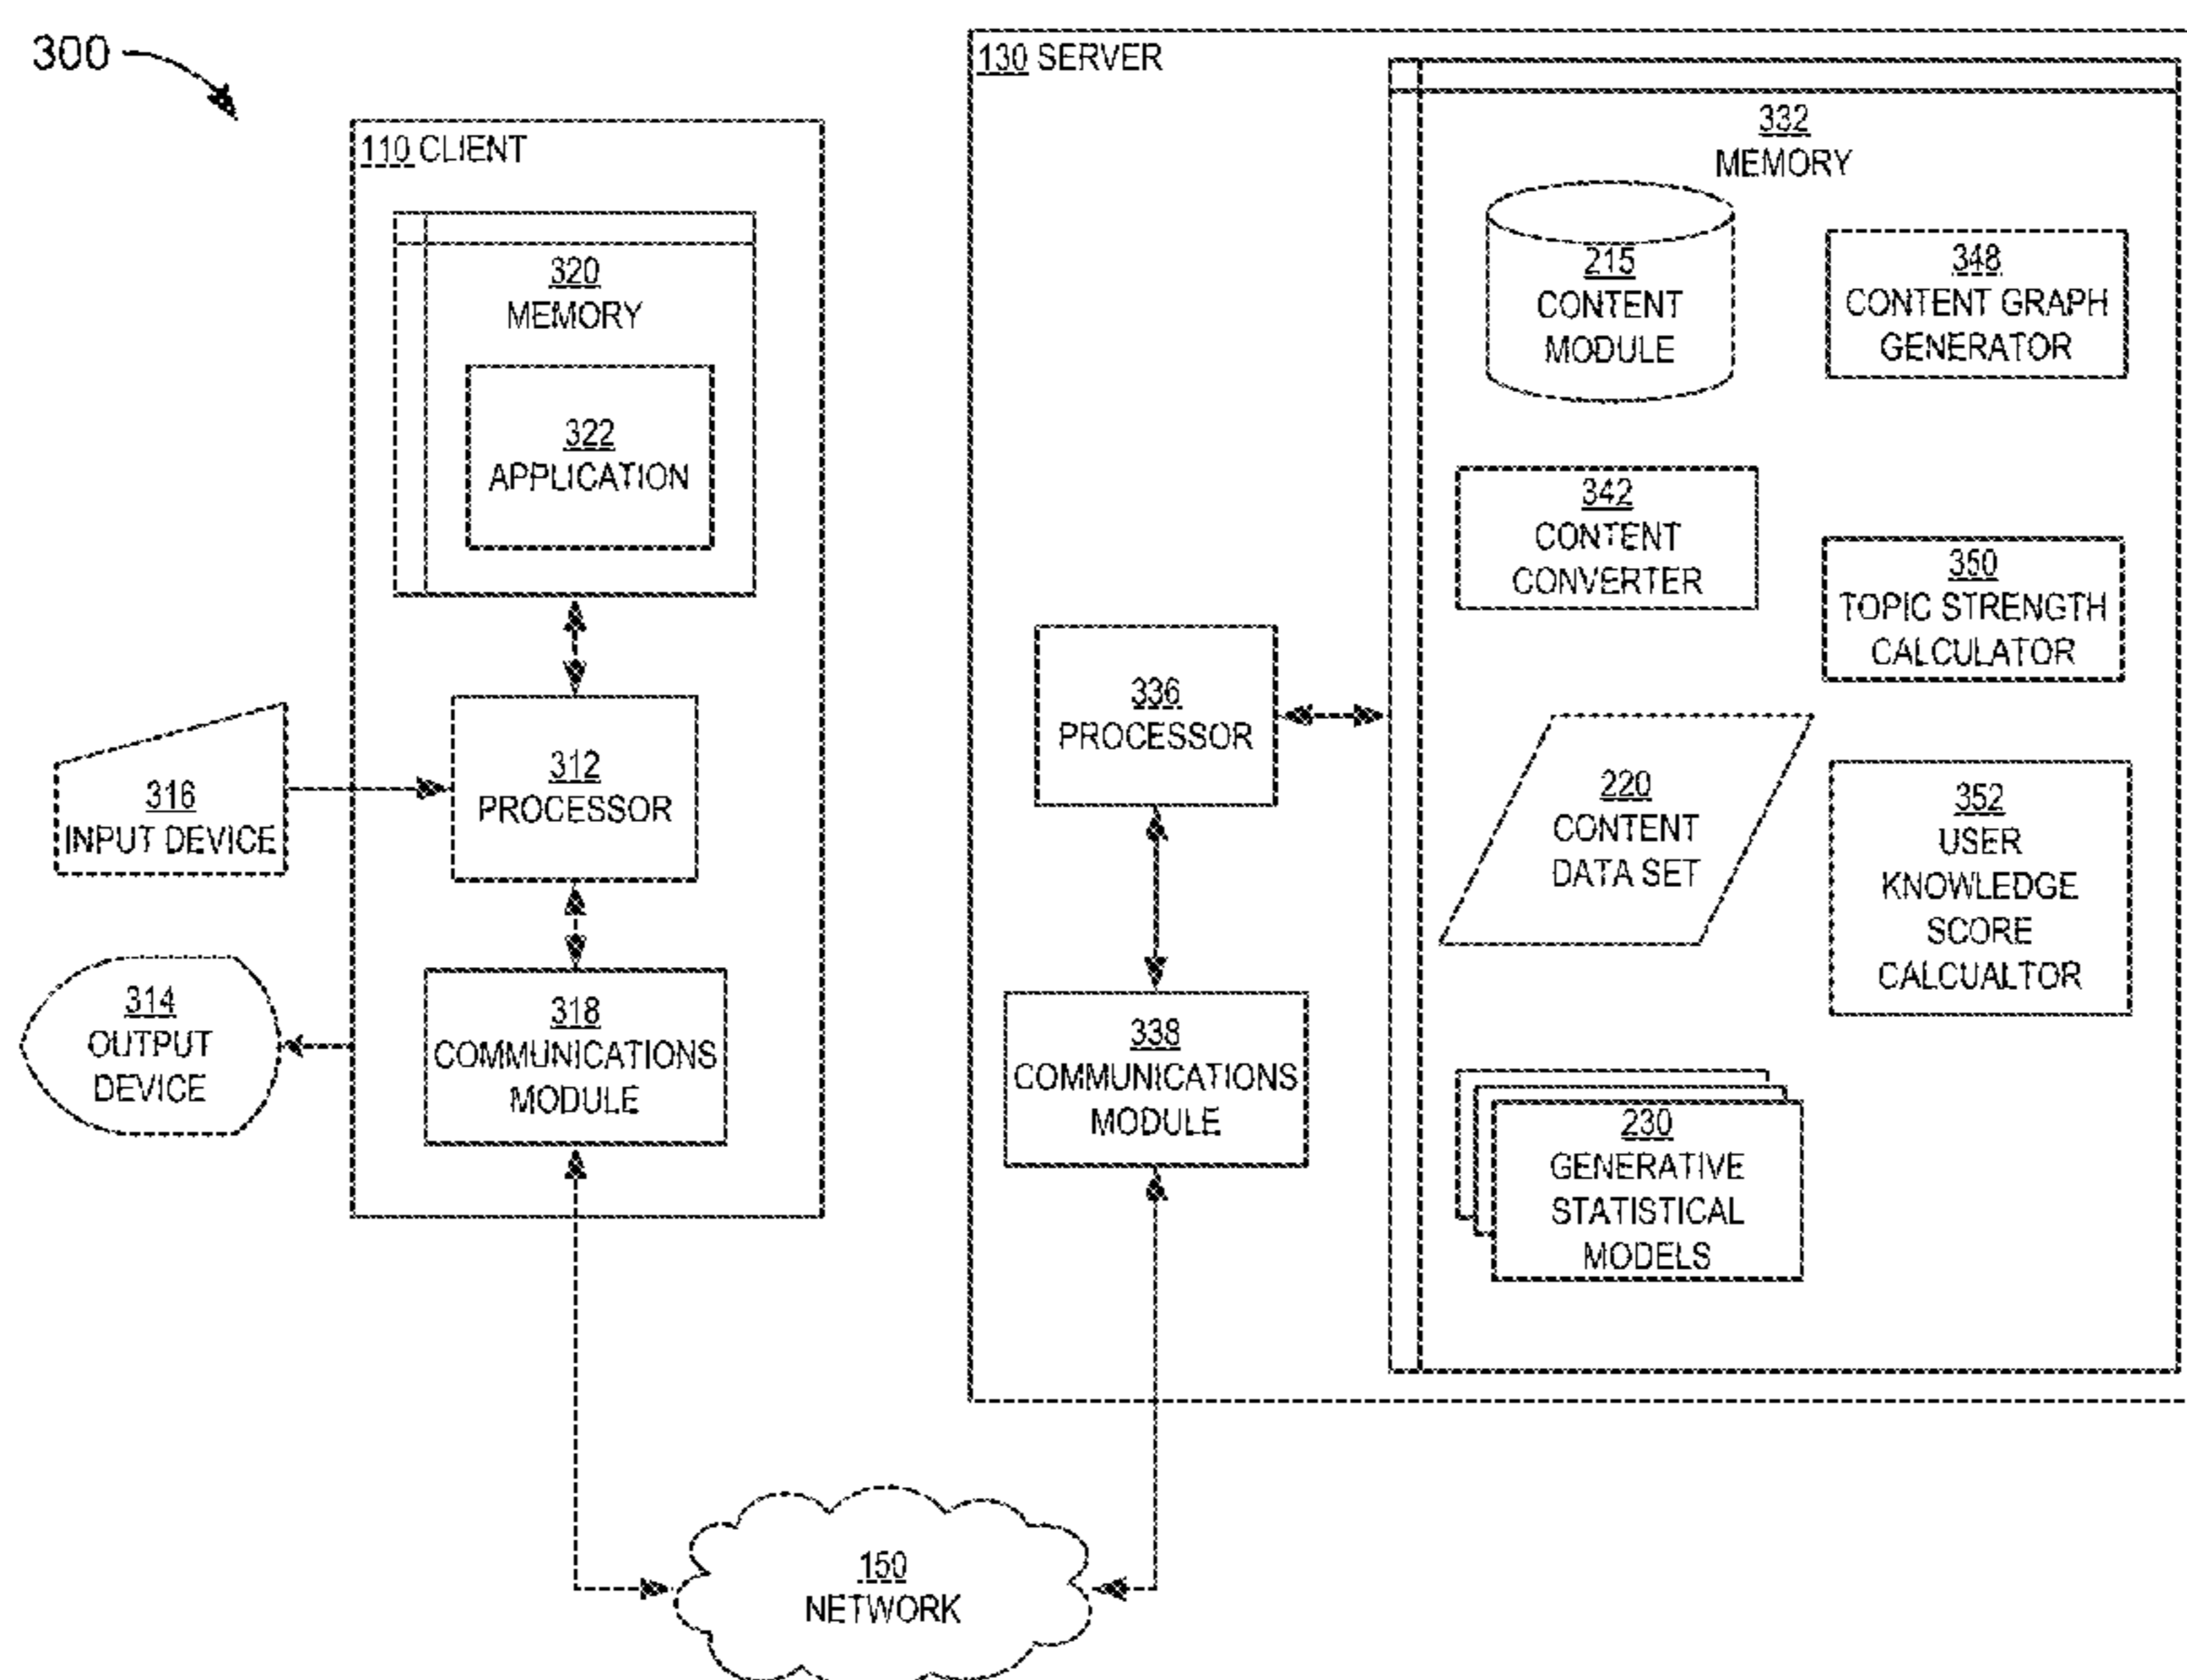 300
110 CLIENT
320
MEMORY
322
APPLICATION
312
PROCESSOR
316
INPUT DEVICE
314
OUTPUT
DEVICE
318
COMMUNICATIONS
MODULE
130 SERVER
332
MEMORY
215
CONTENT
MODULE
348
CONTENT GRAPH
GENERATOR
342
CONTENT
CONVERTER
350
TOPIC STRENGTH
CALCULATOR
336
PROCESSOR
220
CONTENT
DATA SET
352
USER
KNOWLEDGE
SCORE
CALCUALTOR
338
COMMUNICATIONS
MODULE
230
GENERATIVE
STATISTICAL
MODELS
150
NETWORK